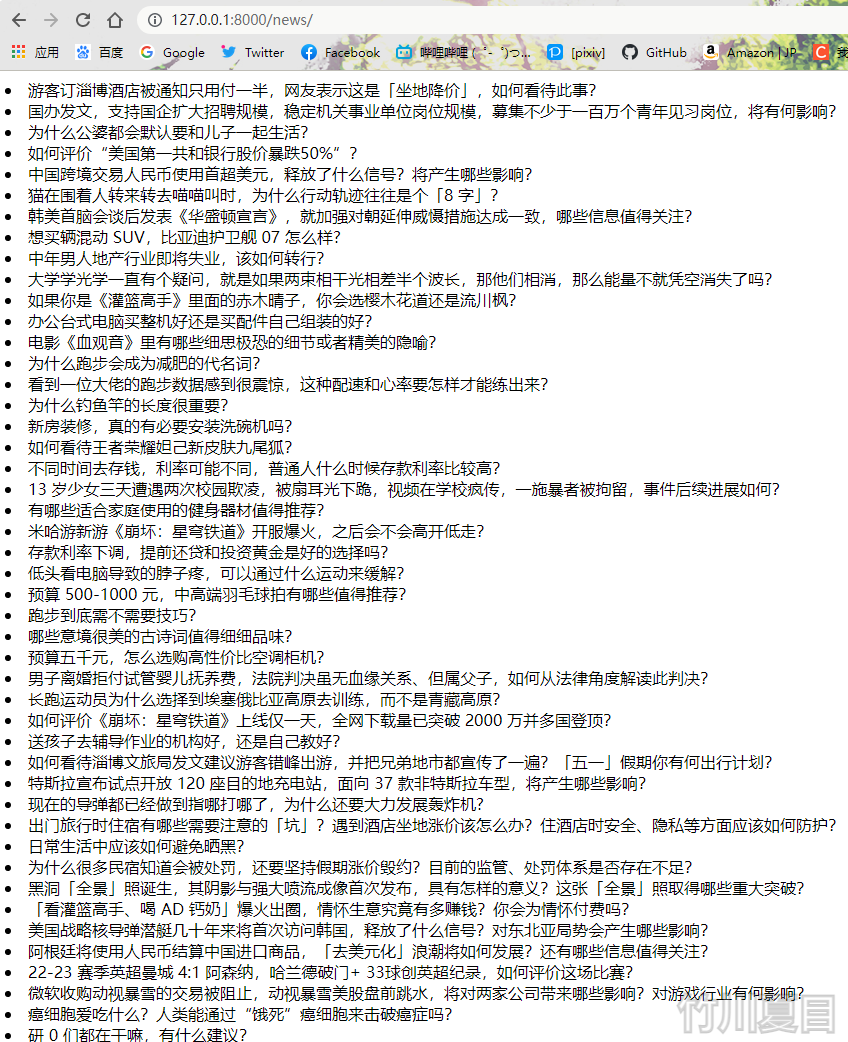 127.0.0.1:8000/news/
应用 百度 Google Twitter Facebook 哔哩哔哩 ( ゜- ゜)つ... [pixiv] GitHub Amazon | JP
游客订淄博酒店被通知只用付一半，网友表示这是「坐地降价」，如何看待此事？
国办发文，支持国企扩大招聘规模，稳定机关事业单位岗位规模，募集不少于一百万个青年见习岗位，将有何影响？
为什么公婆都会默认要和儿子一起生活？
如何评价“美国第一共和银行股价暴跌50%”？
中国跨境交易人民币使用首超美元，释放了什么信号？将产生哪些影响？
猫在围着人转来转去喵喵叫时，为什么行动轨迹往往是个「8 字」？
韩美首脑会谈后发表《华盛顿宣言》，就加强对朝延伸威慑措施达成一致，哪些信息值得关注？
想买辆混动 SUV，比亚迪护卫舰 07 怎么样？
中年男人地产行业即将失业，该如何转行？
大学学光学一直有个疑问，就是如果两束相干光相差半个波长，那他们相消，那么能量不就凭空消失了吗？
如果你是《灌篮高手》里面的赤木晴子，你会选樱木花道还是流川枫？
办公台式电脑买整机好还是买配件自己组装的好？
电影《血观音》里有哪些细思极恐的细节或者精美的隐喻？
为什么跑步会成为减肥的代名词？
看到一位大佬的跑步数据感到很震惊，这种配速和心率要怎样才能练出来？
为什么钓鱼竿的长度很重要？
新房装修，真的有必要安装洗碗机吗？
如何看待王者荣耀妲己新皮肤九尾狐？
不同时间去存钱，利率可能不同，普通人什么时候存款利率比较高？
13 岁少女三天遭遇两次校园欺凌，被扇耳光下跪，视频在学校疯传，一施暴者被拘留，事件后续进展如何？
有哪些适合家庭使用的健身器材值得推荐？
米哈游新游《崩坏：星穹铁道》开服爆火，之后会不会高开低走？
存款利率下调，提前还贷和投资黄金是好的选择吗？
低头看电脑导致的脖子疼，可以通过什么运动来缓解？
预算 500-1000 元，中高端羽毛球拍有哪些值得推荐？
跑步到底需不需要技巧？
哪些意境很美的古诗词值得细细品味？
预算五千元，怎么选购高性价比空调柜机？
男子离婚拒付试管婴儿抚养费，法院判决虽无血缘关系、但属父子，如何从法律角度解读此判决？
长跑运动员为什么选择到埃塞俄比亚高原去训练，而不是青藏高原？
如何评价《崩坏：星穹铁道》上线仅一天，全网下载量已突破 2000 万并多国登顶？
送孩子去辅导作业的机构好，还是自己教好？
如何看待淄博文旅局发文建议游客错峰出游，并把兄弟地市都宣传了一遍？「五一」假期你有何出行计划？
特斯拉宣布试点开放 120 座目的地充电站，面向 37 款非特斯拉车型，将产生哪些影响？
现在的导弹都已经做到指哪打哪了，为什么还要大力发展轰炸机？
出门旅行时住宿有哪些需要注意的「坑」？遇到酒店坐地涨价该怎么办？住酒店时安全、隐私等方面应该如何防护？
日常生活中应该如何避免晒黑？
为什么很多民宿知道会被处罚，还要坚持假期涨价毁约？目前的监管、处罚体系是否存在不足？
黑洞「全景」照诞生，其阴影与强大喷流成像首次发布，具有怎样的意义？这张「全景」照取得哪些重大突破？
「看灌篮高手、喝 AD 钙奶」爆火出圈，情怀生意究竟有多赚钱？你会为情怀付费吗？
美国战略核导弹潜艇几十年来将首次访问韩国，释放了什么信号？对东北亚局势会产生哪些影响？
阿根廷将使用人民币结算中国进口商品，「去美元化」浪潮将如何发展？还有哪些信息值得关注？
22-23 赛季英超曼城 4:1 阿森纳，哈兰德破门+ 33球创英超纪录，如何评价这场比赛？
微软收购动视暴雪的交易被阻止，动视暴雪美股盘前跳水，将对两家公司带来哪些影响？对游戏行业有何影响？
癌细胞爱吃什么？人类能通过“饿死”癌细胞来击破癌症吗？
研 0 们都在干嘛，有什么建议？
竹川夏目